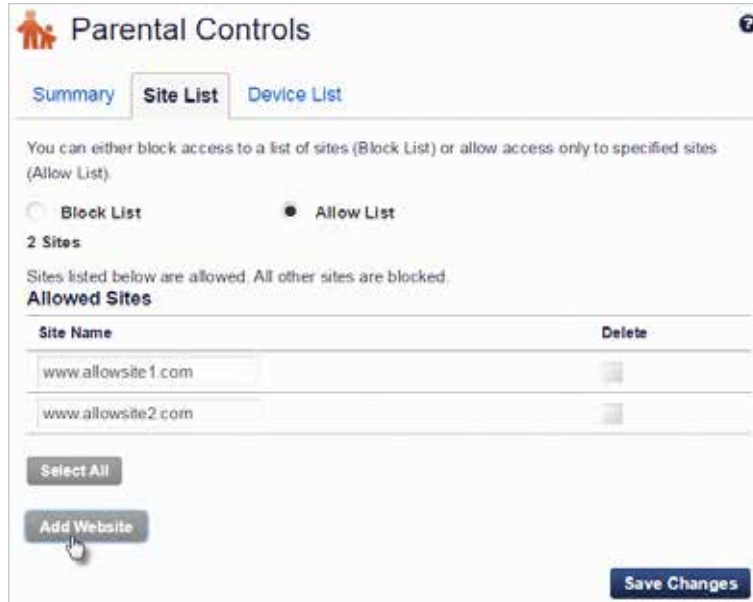 Parental Controls
?
Summary Site List Device List
You can either block access to a list of sites (Block List) or allow access only to specified sites
(Allow List).
Block List Allow List
2 Sites
Sites listed below are allowed. All other sites are blocked.
Allowed Sites
Site Name Delete
www.allowsite1.com
www.allowsite2.com
Select All
Add Website
Save Changes